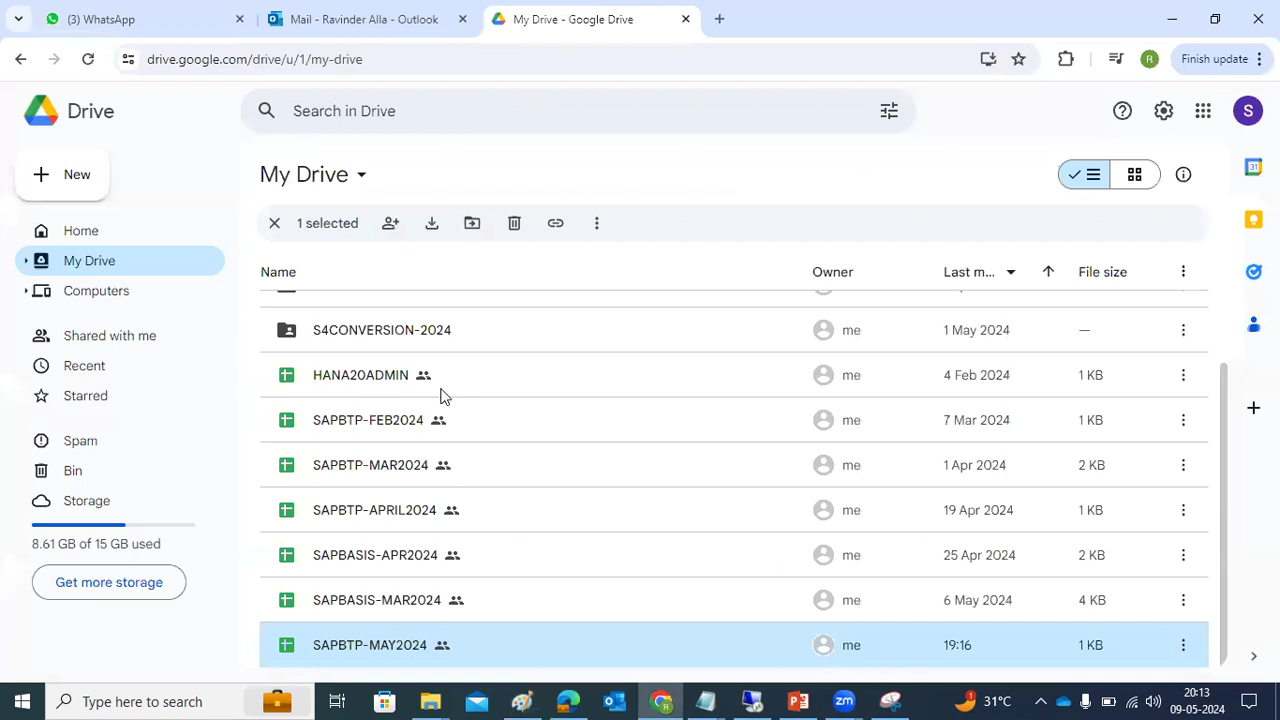 (3) WhatsApp
Mail - Ravinder Alla - Outlook
My Drive - Google Drive
drive.google.com/drive/u/1/my-drive
R
Finish update
Drive
Search in Drive
S
New
My Drive
31
1 selected
Home
My Drive
Computers
Shared with me
Recent
Starred
Spam
Bin
Storage
8.61 GB of 15 GB used
Get more storage
Name Owner Last m... File size
S4CONVERSION-2024 me 1 May 2024 —
HANA20ADMIN me 4 Feb 2024 1 KB
SAPBTP-FEB2024 me 7 Mar 2024 1 KB
SAPBTP-MAR2024 me 1 Apr 2024 2 KB
SAPBTP-APRIL2024 me 19 Apr 2024 1 KB
SAPBASIS-APR2024 me 25 Apr 2024 2 KB
SAPBASIS-MAR2024 me 6 May 2024 4 KB
SAPBTP-MAY2024 me 19:16 1 KB
Type here to search
zm
1
31°C
20:13
09-05-2024